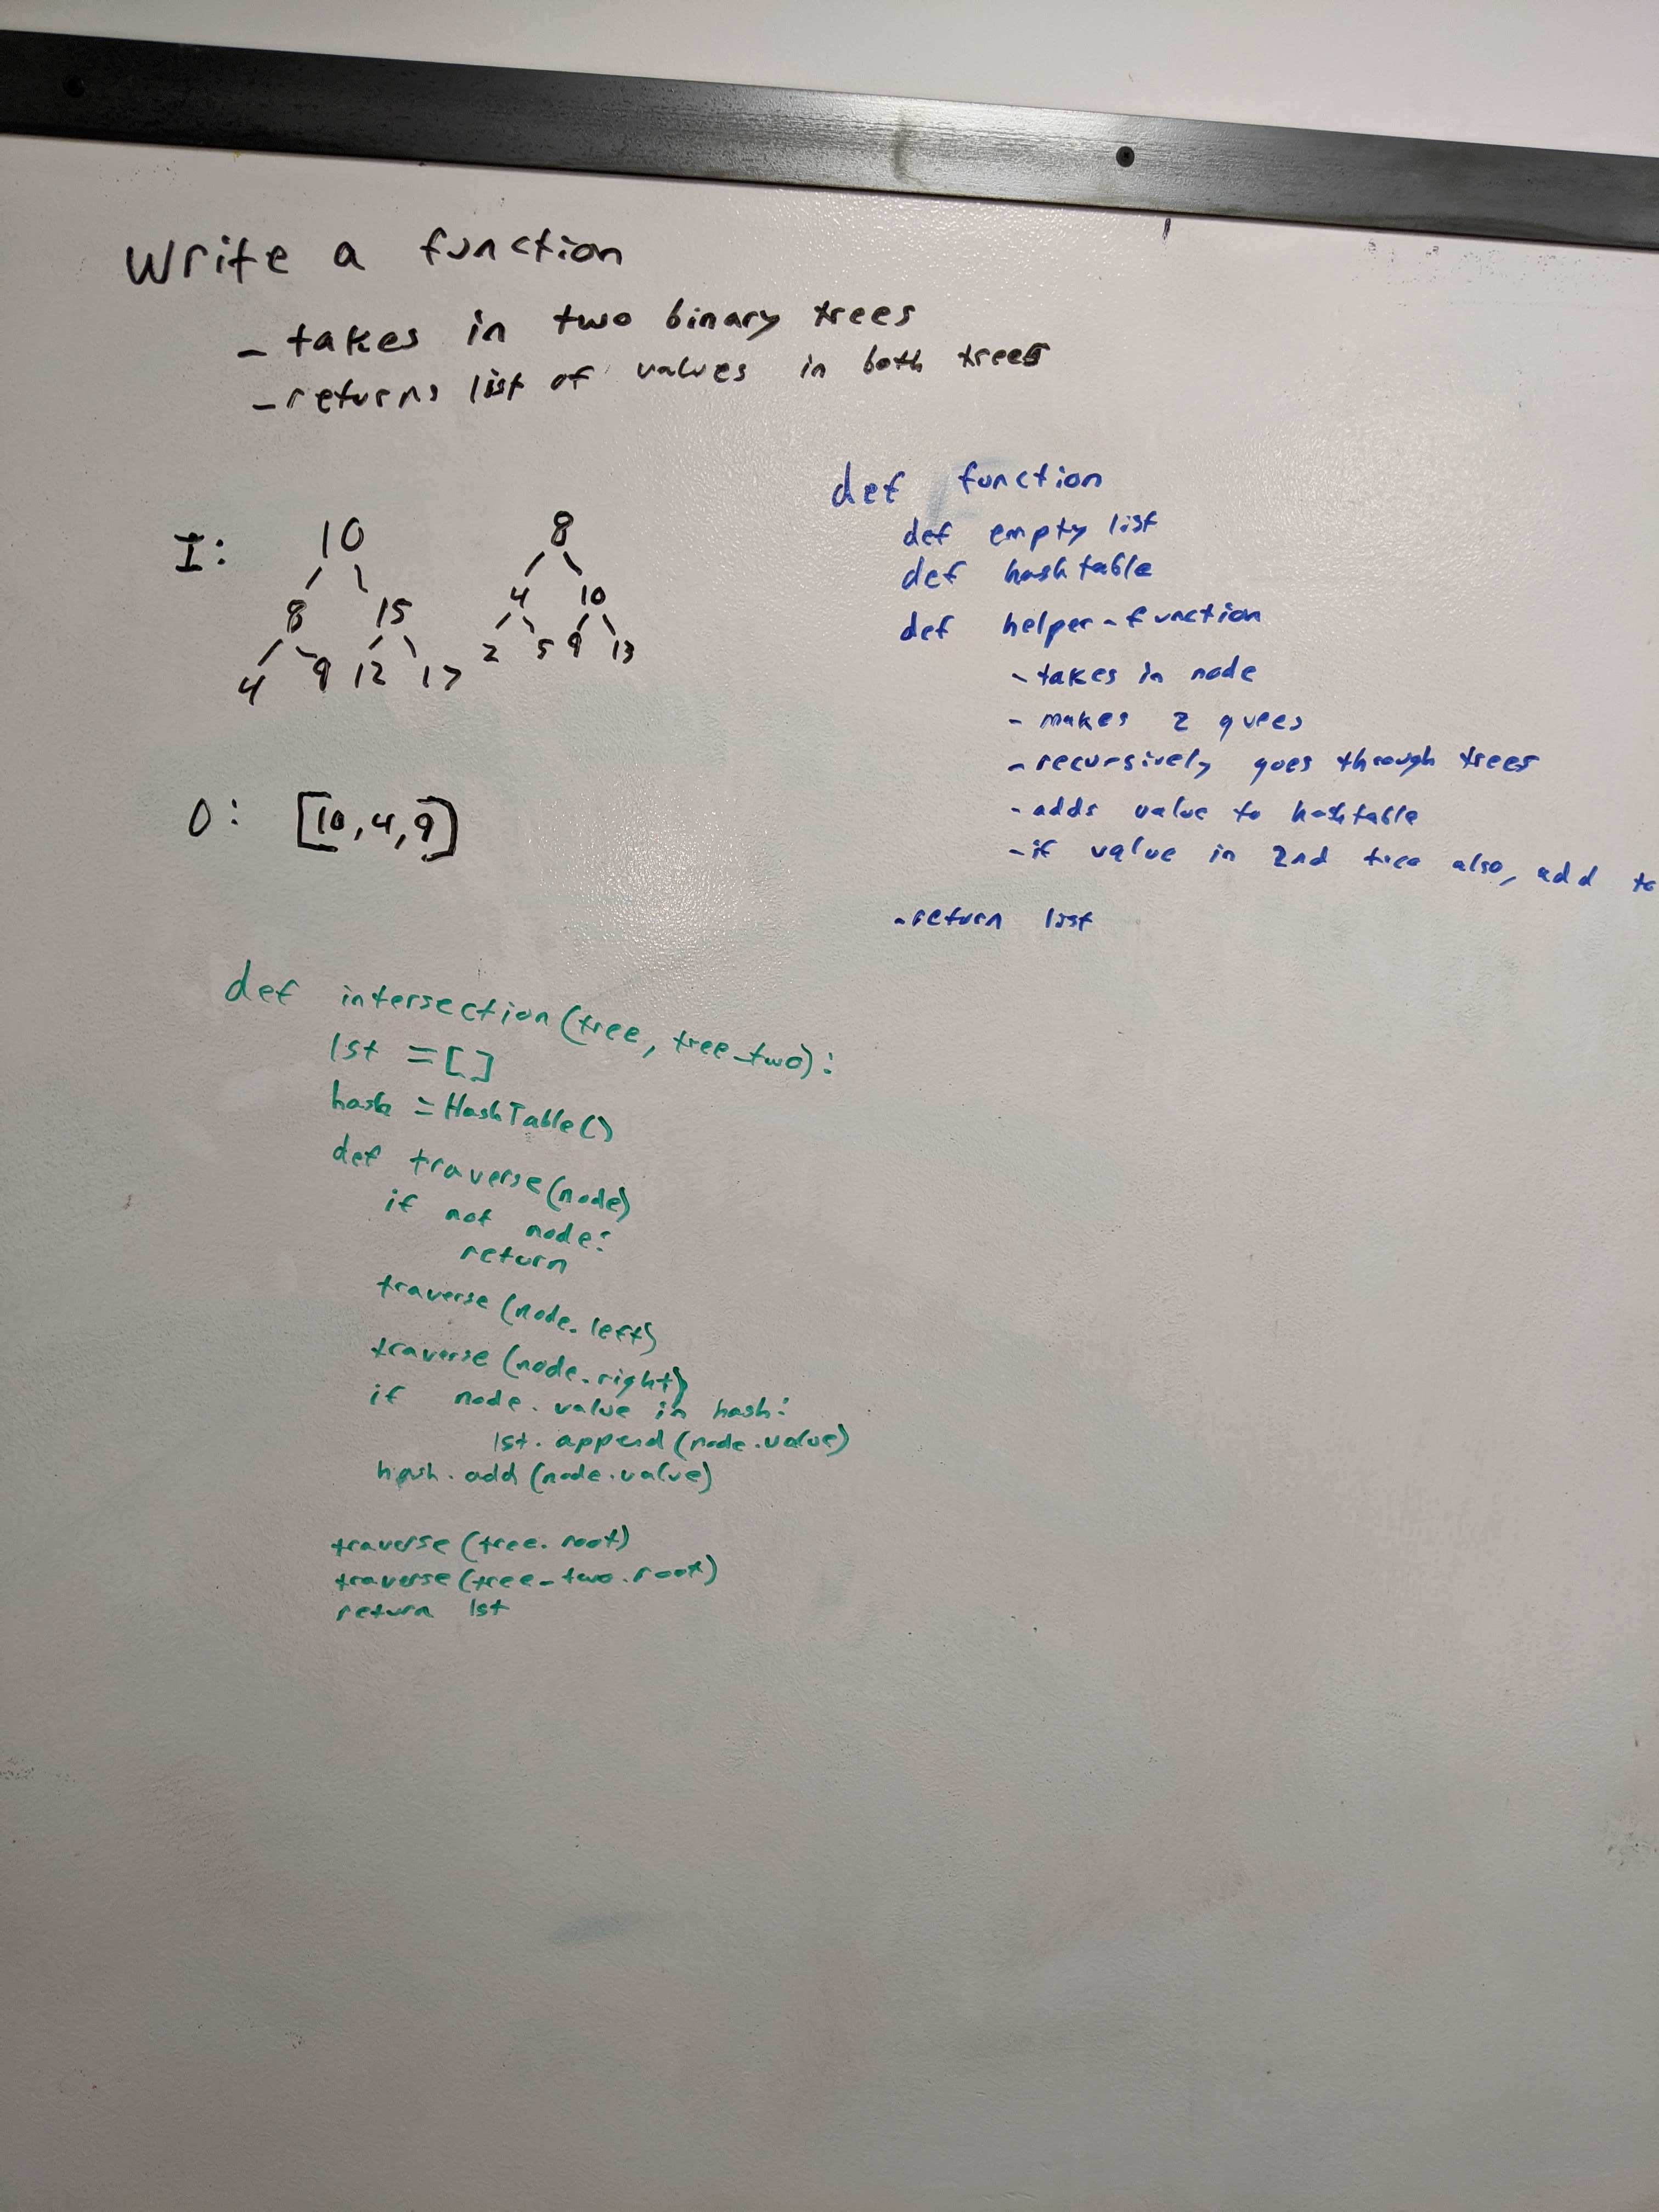 Write a function
- takes in two binary trees
- returns list of values in both trees
I:
10
8 15
4 9 12 17
8
4 10
2 5 9 13
O: [10,4,9]
def function
def empty list
def hashtable
def helper-function
- takes in node
- makes 2 quees
- recursively goes through trees
- adds value to hashtable
- if value in 2nd tree also, add to
- return list
def intersection(tree, tree_two):
lst = []
hash = HashTable()
def traverse(node)
if not node:
return
traverse(node.left)
traverse(node.right)
if node.value in hash:
lst.append(node.value)
hash.add(node.value)
traverse(tree.root)
traverse(tree_two.root)
return lst